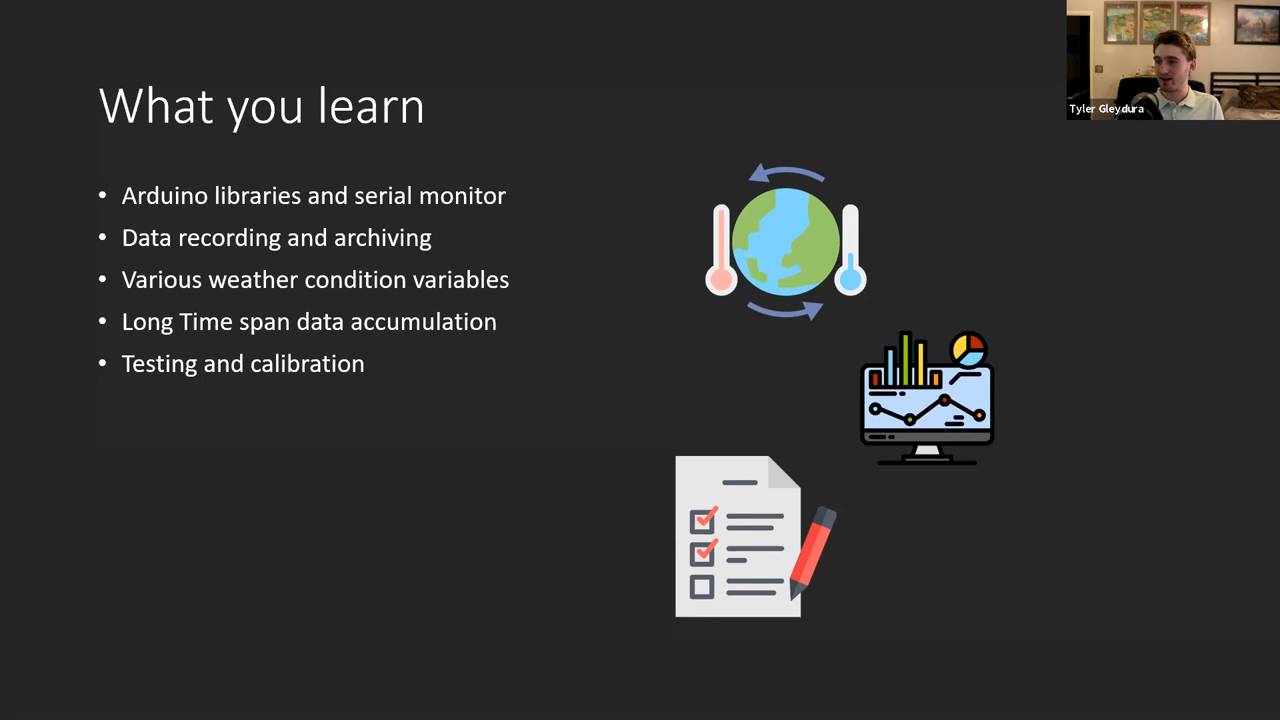 What you learn
Tyler Gleydura
• Arduino libraries and serial monitor
• Data recording and archiving
• Various weather condition variables
• Long Time span data accumulation
• Testing and calibration